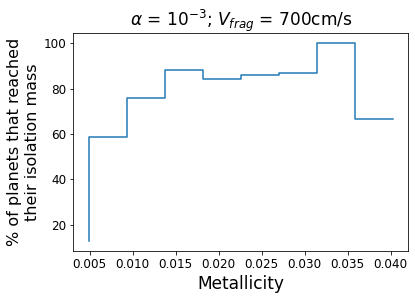 α = 10⁻³; V_frag = 700cm/s
% of planets that reached
their isolation mass
100
80
60
40
20
0.005 0.010 0.015 0.020 0.025 0.030 0.035 0.040
Metallicity